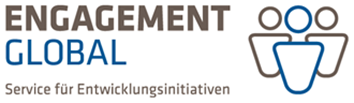 ENGAGEMENT
GLOBAL
Service für Entwicklungsinitiativen